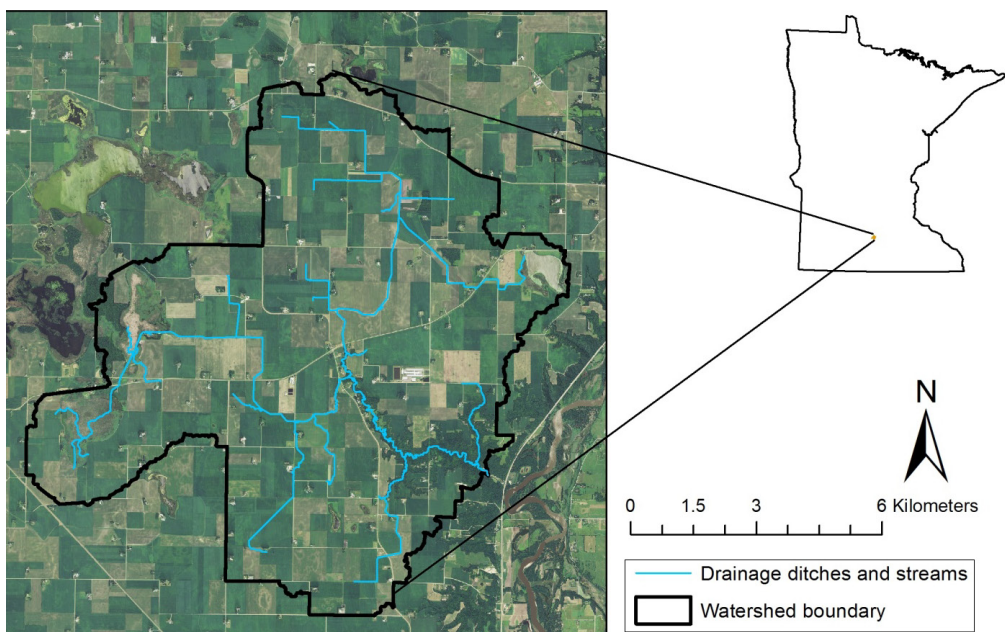 N
0 1.5 3 6 Kilometers
Drainage ditches and streams
Watershed boundary